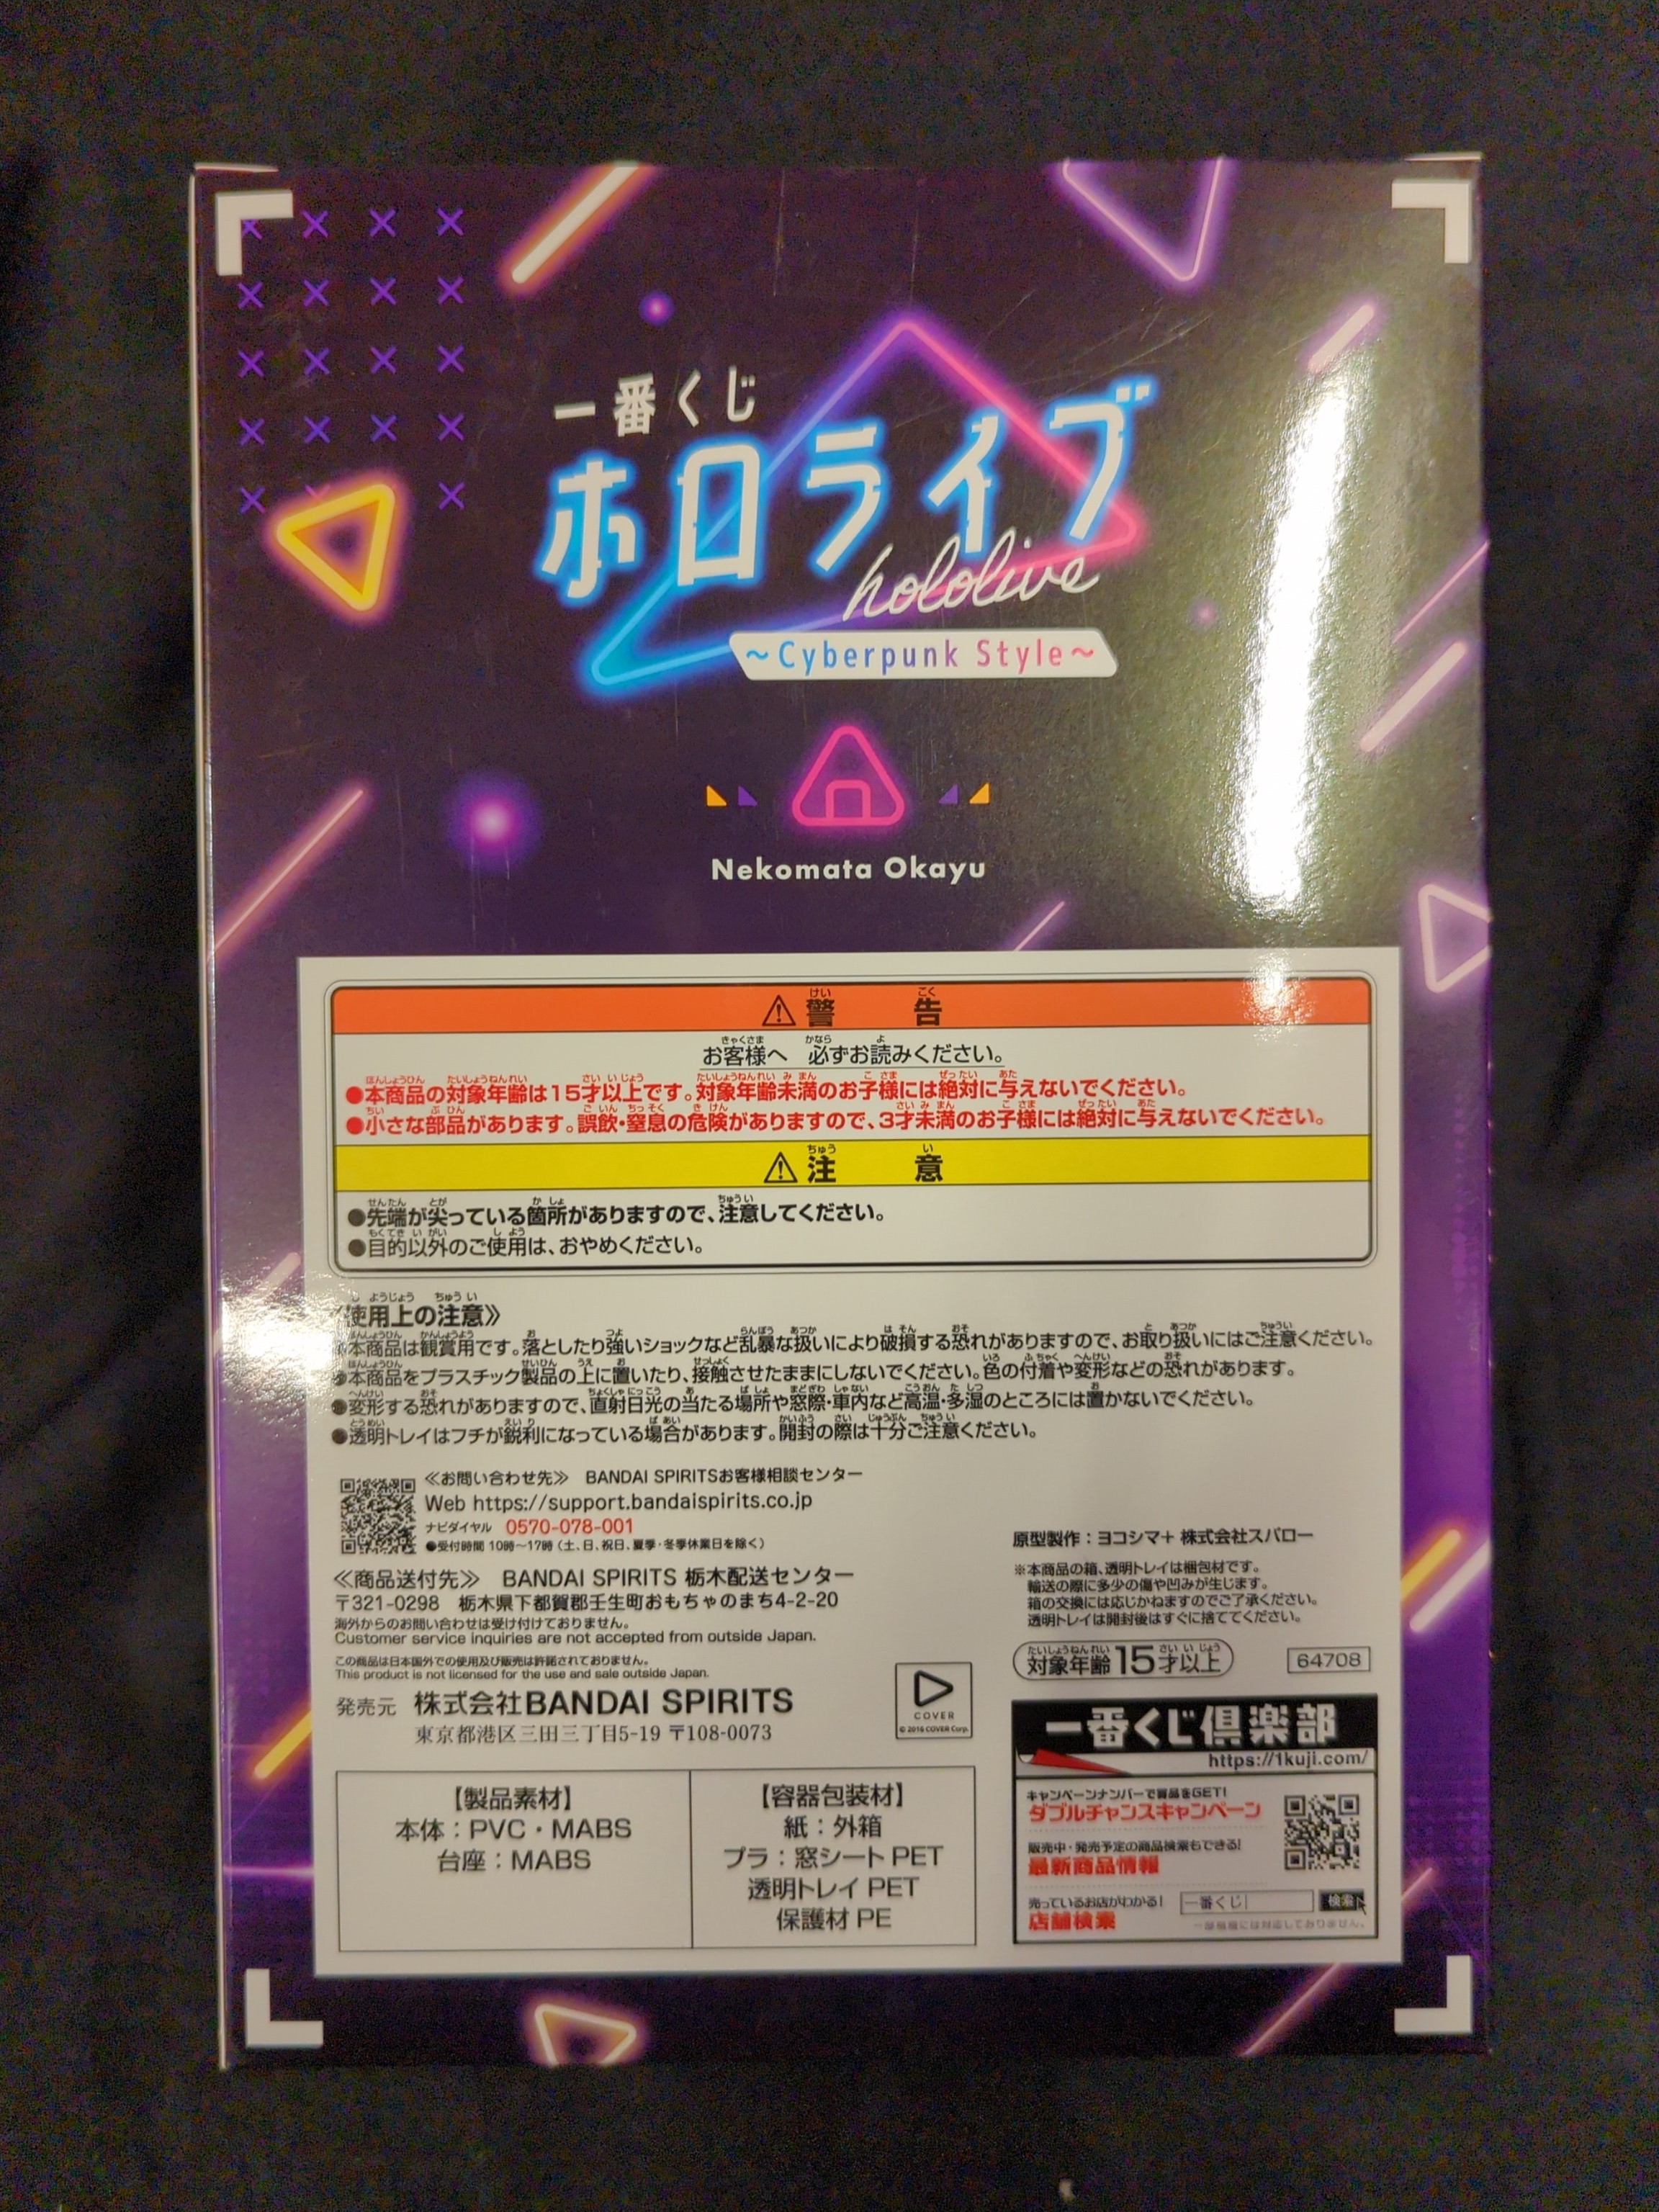 一番くじ
ホロライブ
hololive
～Cyberpunk Style～
Nekomata Okayu
⚠警告
お客様へ 必ずお読みください。
●本商品の対象年齢は15才以上です。対象年齢未満のお子様には絶対に与えないでください。
●小さな部品があります。誤飲・窒息の危険がありますので、3才未満のお子様には絶対に与えないでください。
⚠注意
●先端が尖っている箇所がありますので、注意してください。
●目的以外のご使用は、おやめください。
《使用上の注意》
●本商品は観賞用です。落としたり強いショックなど乱暴な扱いにより破損する恐れがありますので、お取り扱いにはご注意ください。
●本商品をプラスチック製品の上に置いたり、接触させたままにしないでください。色の付着や変形などの恐れがあります。
●変形する恐れがありますので、直射日光の当たる場所や窓際・車内など高温・多湿のところには置かないでください。
●透明トレイはフチが鋭利になっている場合があります。開封の際は十分ご注意ください。
≪お問い合わせ先≫ BANDAI SPIRITSお客様相談センター
Web https://support.bandaispirits.co.jp
ナビダイヤル 0570-078-001
●受付時間 10時～17時（土、日、祝日、夏季・冬季休業日を除く）
≪商品送付先≫ BANDAI SPIRITS 栃木配送センター
〒321-0298 栃木県下都賀郡壬生町おもちゃのまち4-2-20
海外からのお問い合わせは受け付けておりません。
Customer service inquiries are not accepted from outside Japan.
この商品は日本国外での使用及び販売は許諾されておりません。
This product is not licensed for the use and sale outside Japan.
発売元 株式会社BANDAI SPIRITS
東京都港区三田三丁目5-19 〒108-0073
COVER
© 2016 COVER Corp.
原型製作：ヨコシマ＋ 株式会社スパロー
※本商品の箱、透明トレイは梱包材です。
輸送の際に多少の傷や凹みが生じます。
箱の交換には応じかねますのでご了承ください。
透明トレイは開封後はすぐに捨ててください。
対象年齢15才以上
64708
【製品素材】
本体：PVC・MABS
台座：MABS
【容器包装材】
紙：外箱
プラ：窓シート PET
透明トレイ PET
保護材 PE
一番くじ倶楽部
https://1kuji.com/
キャンペーンナンバーで賞品をGET!
ダブルチャンスキャンペーン
販売中・発売予定の商品検索もできる!
最新商品情報
売っているお店がわかる!
店舗検索
一番くじ 検索